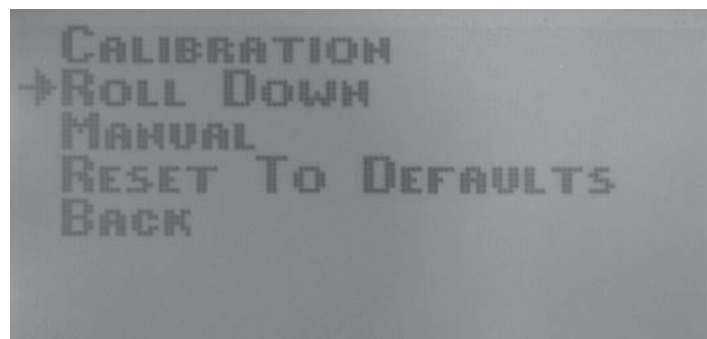 Calibration
Roll Down
Manual
Reset To Defaults
Back